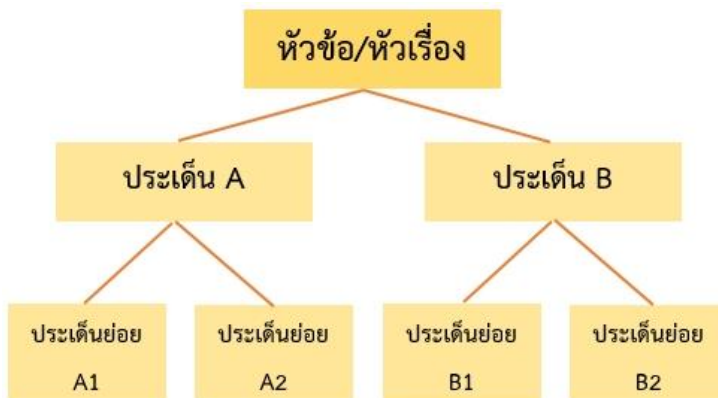 หัวข้อ/หัวเรื่อง
ประเด็น A
ประเด็น B
ประเด็นย่อย
A1
ประเด็นย่อย
A2
ประเด็นย่อย
B1
ประเด็นย่อย
B2